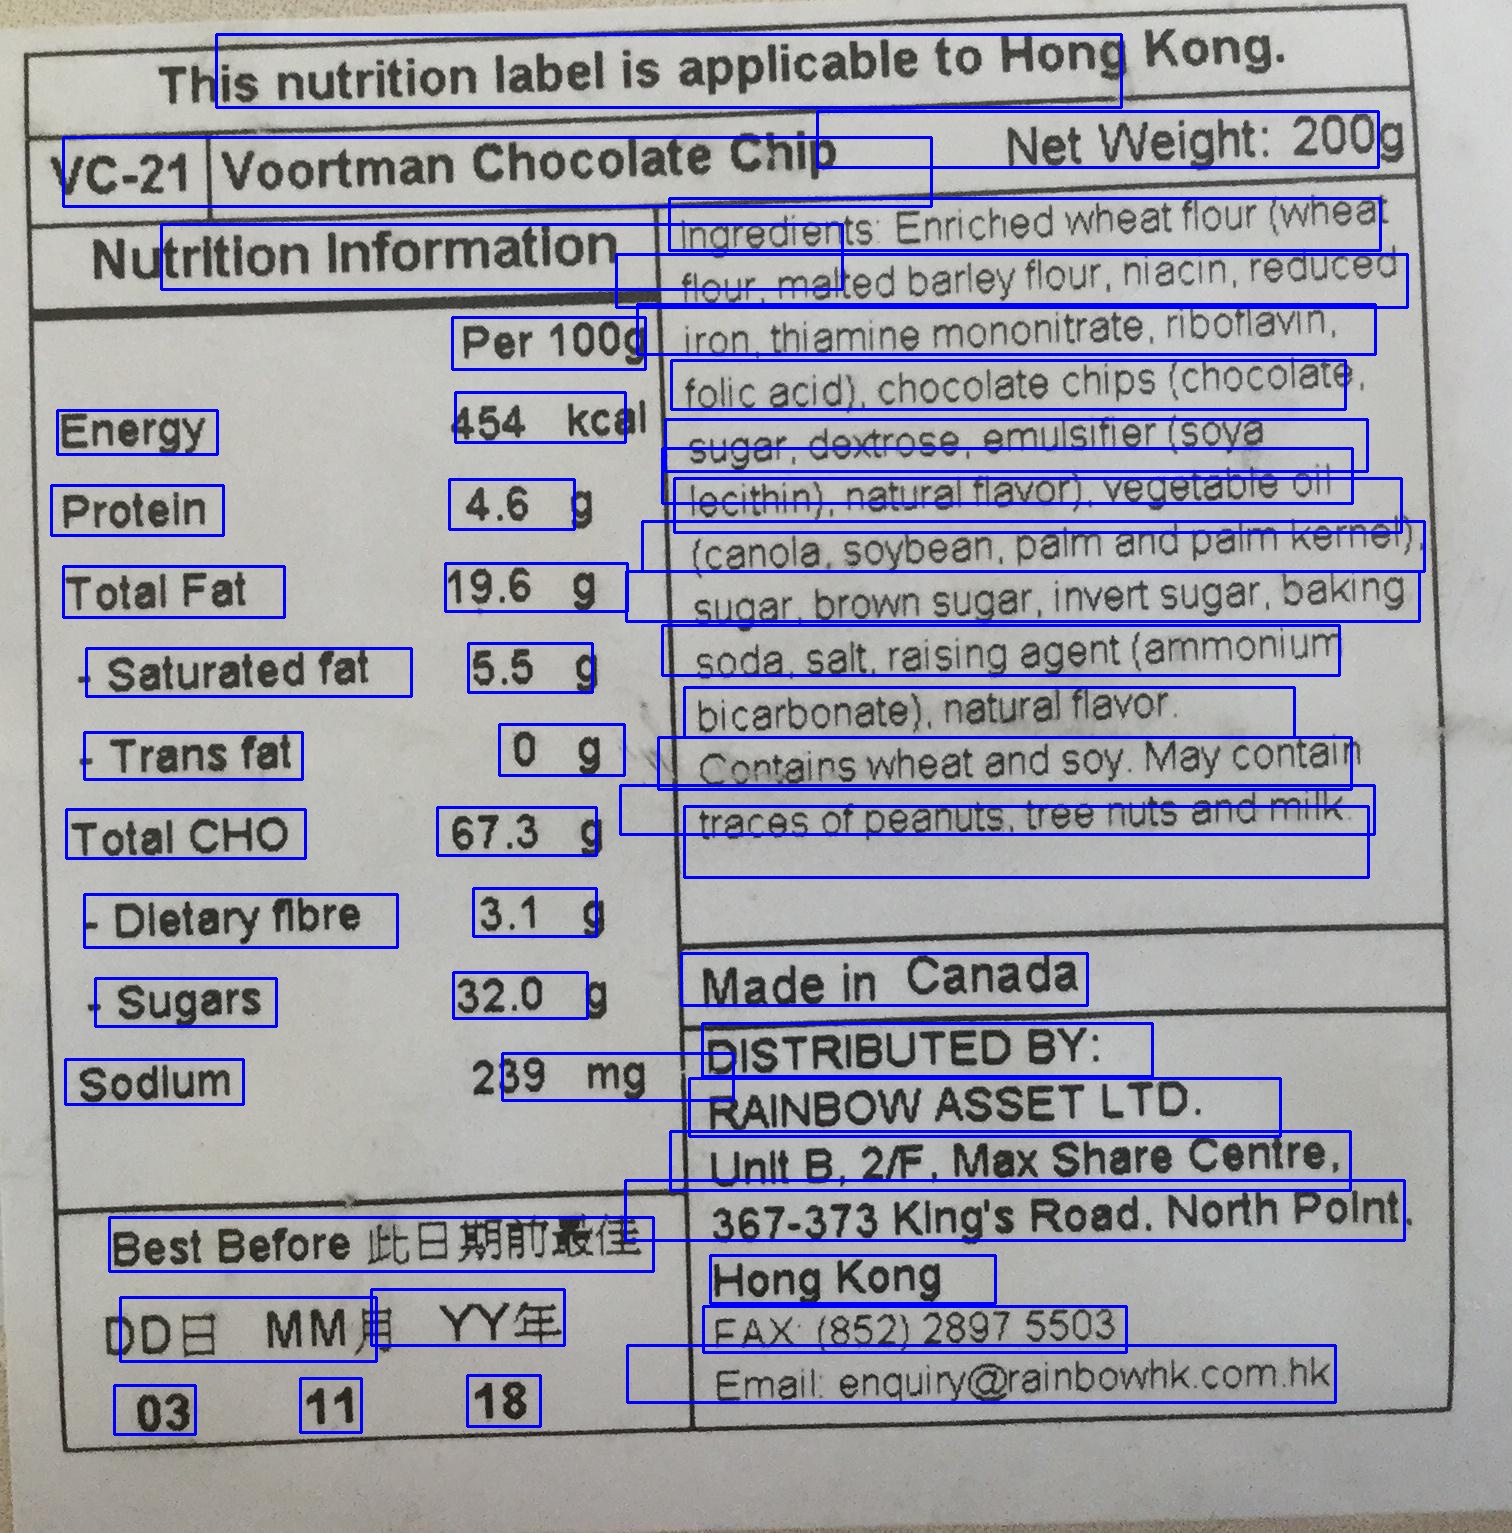 This nutrition label is applicable to Hong Kong.
VC-21 Voortman Chocolate Chip Net Weight: 200g
Nutrition Information
Per 100g
Energy 454 kcal
Protein 4.6 g
Total Fat 19.6 g
- Saturated fat 5.5 g
- Trans fat 0 g
Total CHO 67.3 g
- Dietary fibre 3.1 g
- Sugars 32.0 g
Sodium 239 mg
Best Before 此日期前最佳
DD日 MM月 YY年
03 11 18
Ingredients: Enriched wheat flour (wheat
flour, malted barley flour, niacin, reduced
iron, thiamine mononitrate, riboflavin,
folic acid), chocolate chips (chocolate,
sugar, dextrose, emulsifier (soya
lecithin), natural flavor), vegetable oil
(canola, soybean, palm and palm kernel),
sugar, brown sugar, invert sugar, baking
soda, salt, raising agent (ammonium
bicarbonate), natural flavor.
Contains wheat and soy. May contain
traces of peanuts, tree nuts and milk.
Made in Canada
DISTRIBUTED BY:
RAINBOW ASSET LTD.
Unit B, 2/F, Max Share Centre,
367-373 King's Road, North Point,
Hong Kong
FAX: (852) 2897 5503
Email: enquiry@rainbowhk.com.hk